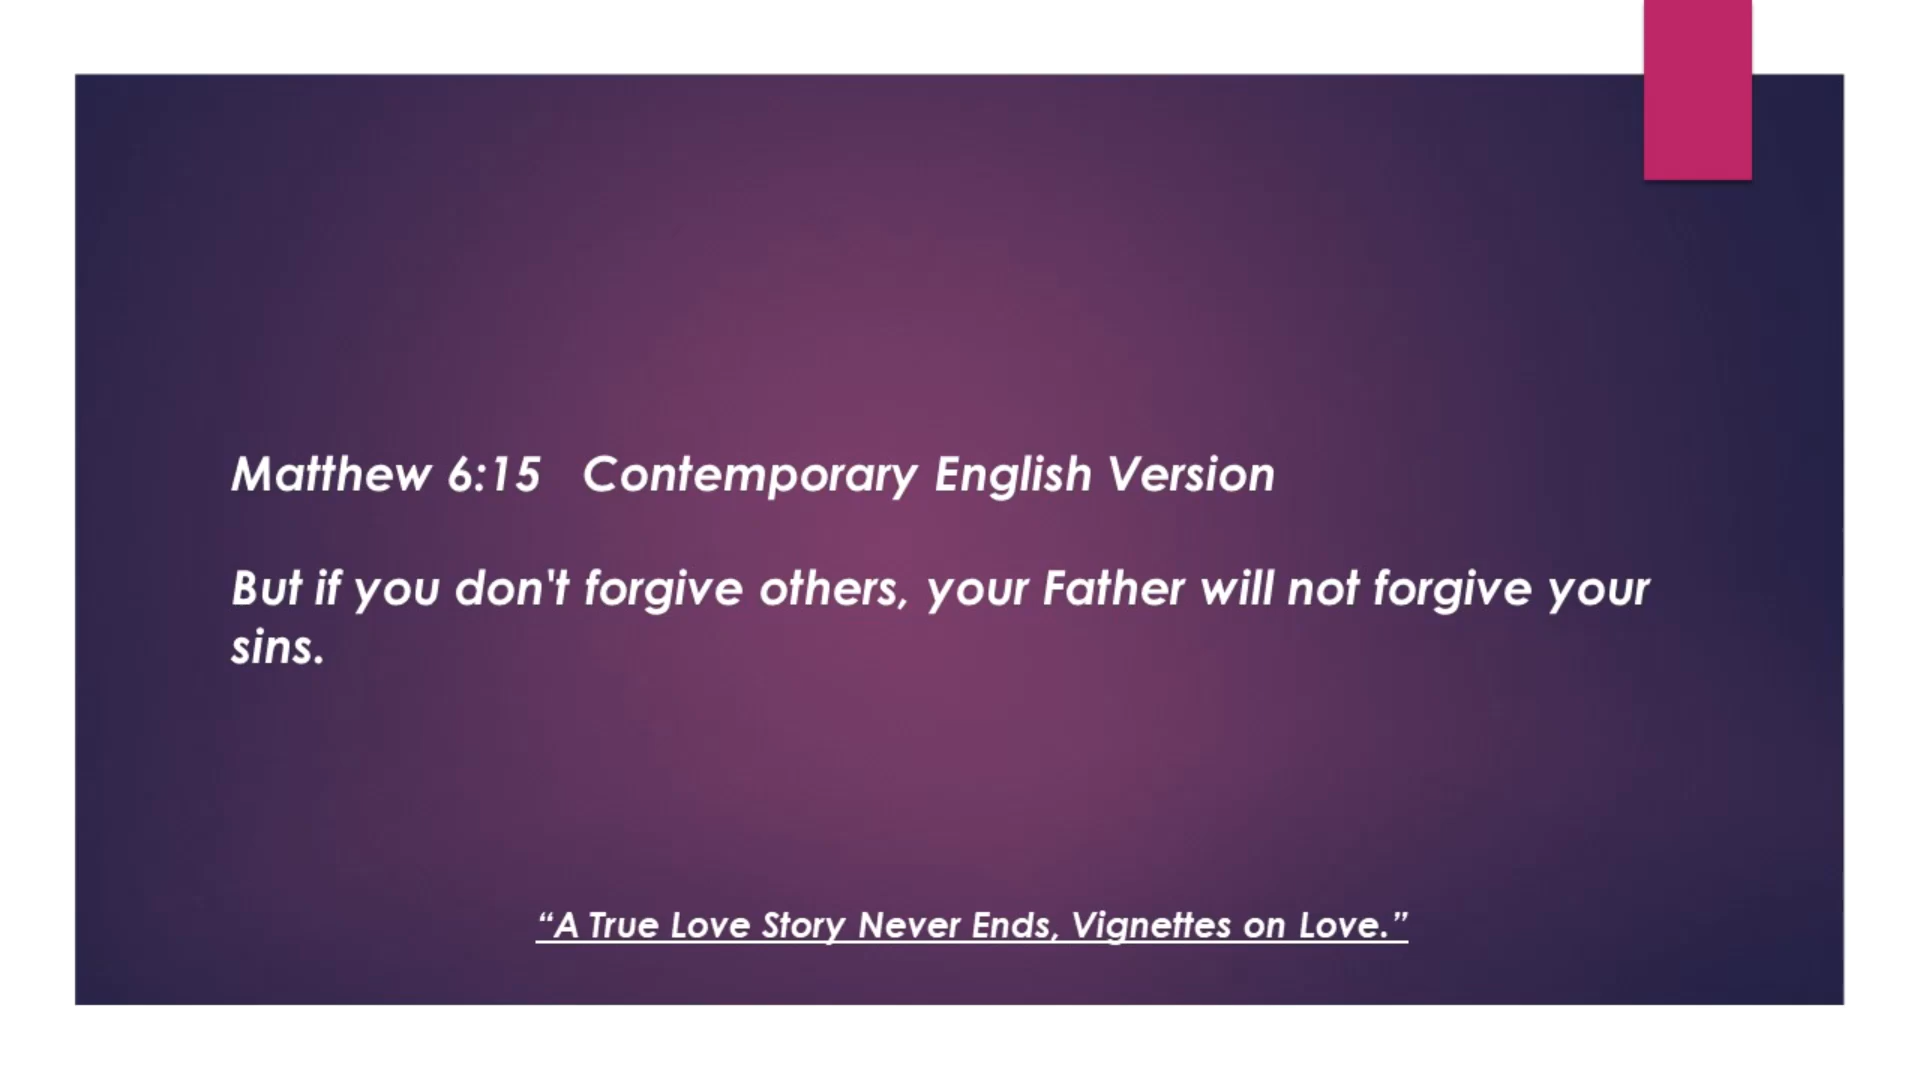 Matthew 6:15   Contemporary English Version
But if you don't forgive others, your Father will not forgive your
sins.
“A True Love Story Never Ends, Vignettes on Love.”